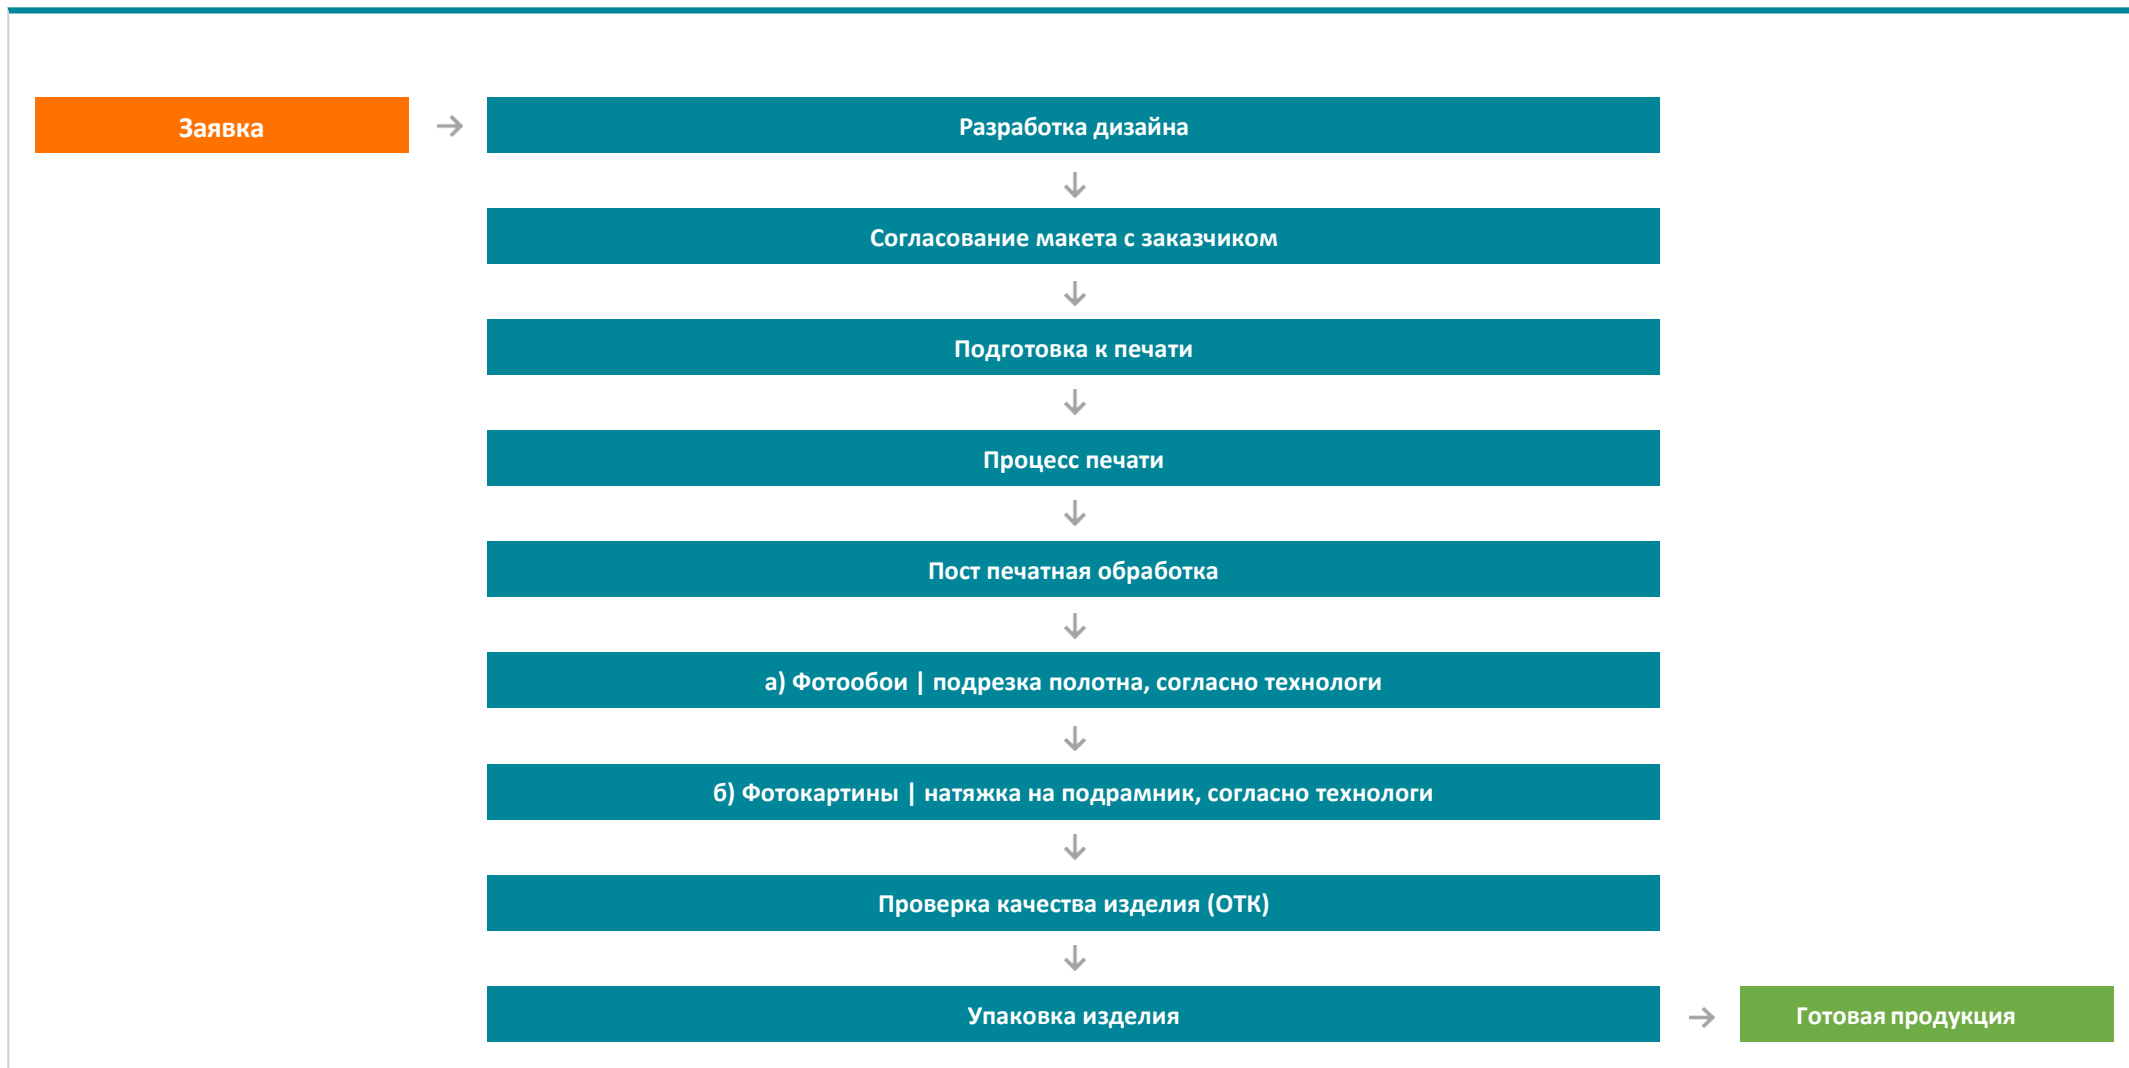 Заявка
Разработка дизайна
Согласование макета с заказчиком
Подготовка к печати
Процесс печати
Пост печатная обработка
а) Фотообои | подрезка полотна, согласно технологи
б) Фотокартины | натяжка на подрамник, согласно технологи
Проверка качества изделия (ОТК)
Упаковка изделия
Готовая продукция